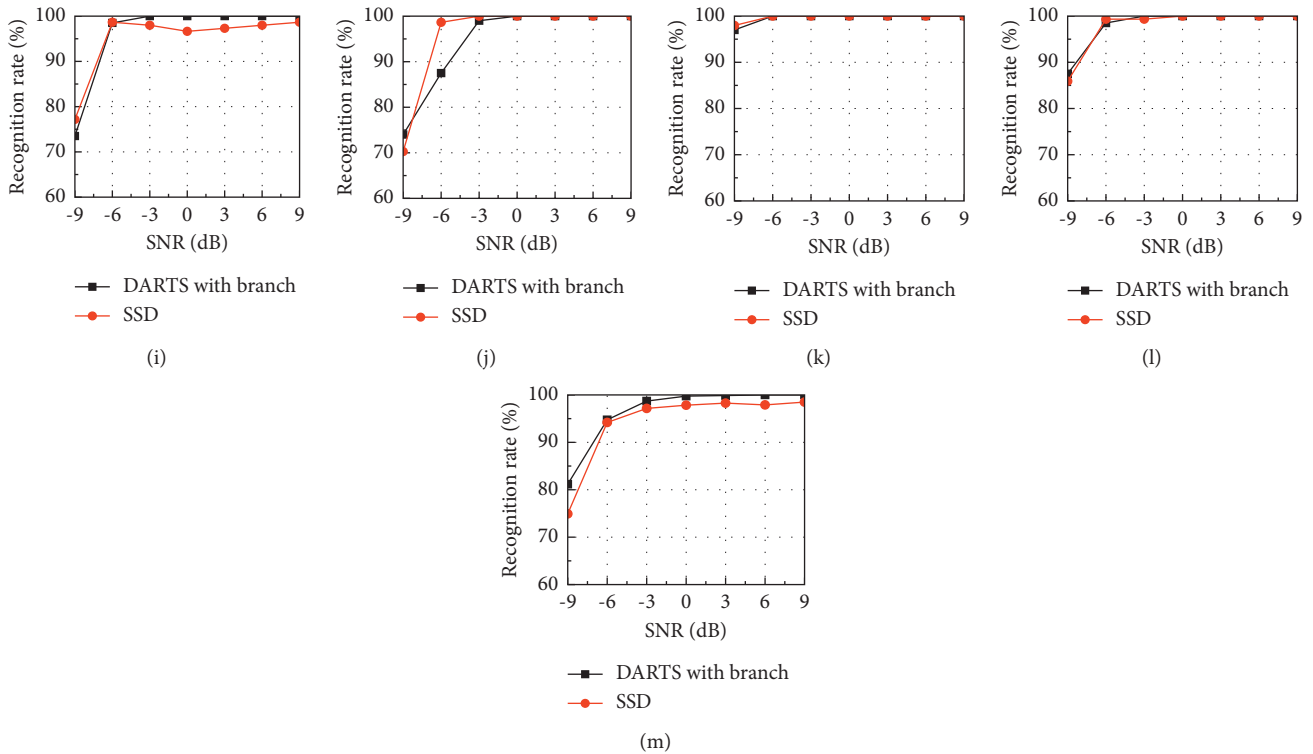 Recognition rate (%)
100
90
80
70
60
-9 -6 -3 0 3 6 9
SNR (dB)
DARTS with branch
SSD
(i)
Recognition rate (%)
100
90
80
70
60
-9 -6 -3 0 3 6 9
SNR (dB)
DARTS with branch
SSD
(j)
Recognition rate (%)
100
90
80
70
60
-9 -6 -3 0 3 6 9
SNR (dB)
DARTS with branch
SSD
(k)
Recognition rate (%)
100
90
80
70
60
-9 -6 -3 0 3 6 9
SNR (dB)
DARTS with branch
SSD
(l)
Recognition rate (%)
100
90
80
70
60
-9 -6 -3 0 3 6 9
SNR (dB)
DARTS with branch
SSD
(m)